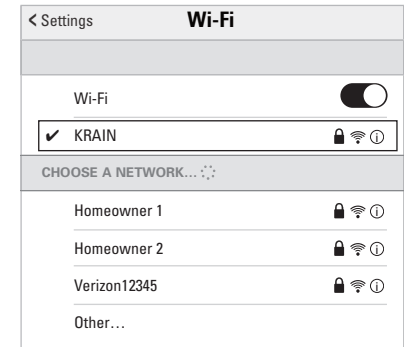 < Settings Wi-Fi
Wi-Fi
✔ KRAIN
CHOOSE A NETWORK...
Homeowner 1
Homeowner 2
Verizon12345
Other...